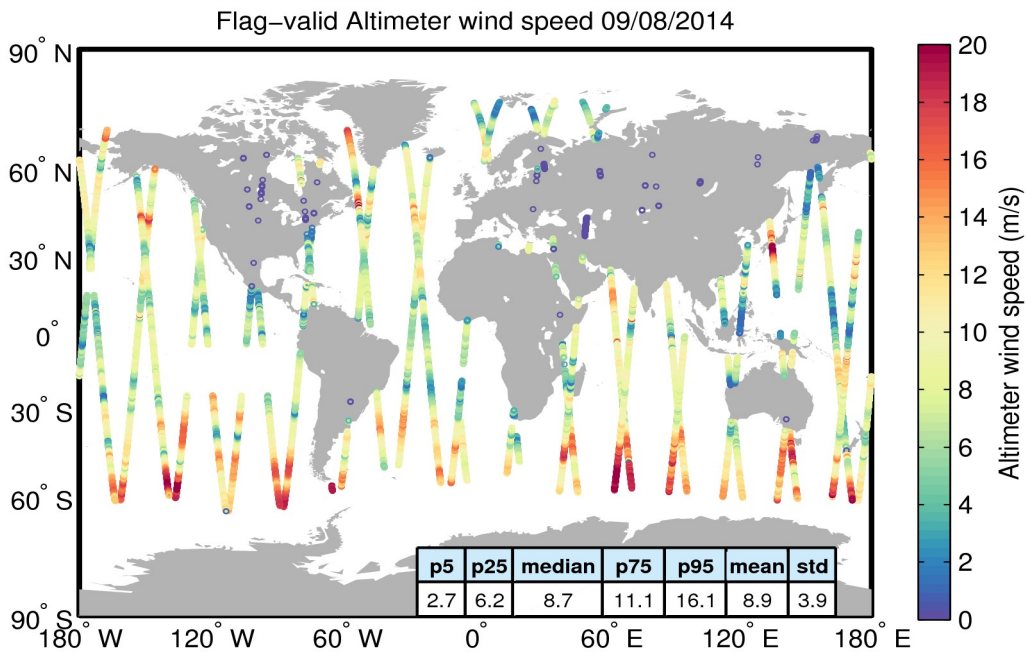 Flag−valid Altimeter wind speed 09/08/2014
90° N
60° N
30° N
0°
30° S
60° S
90° S
180° W
120° W
60° W
0°
60° E
120° E
180° E
p5 p25 median p75 p95 mean std
2.7 6.2 8.7 11.1 16.1 8.9 3.9
20
18
16
14
12
10
8
6
4
2
0
Altimeter wind speed (m/s)